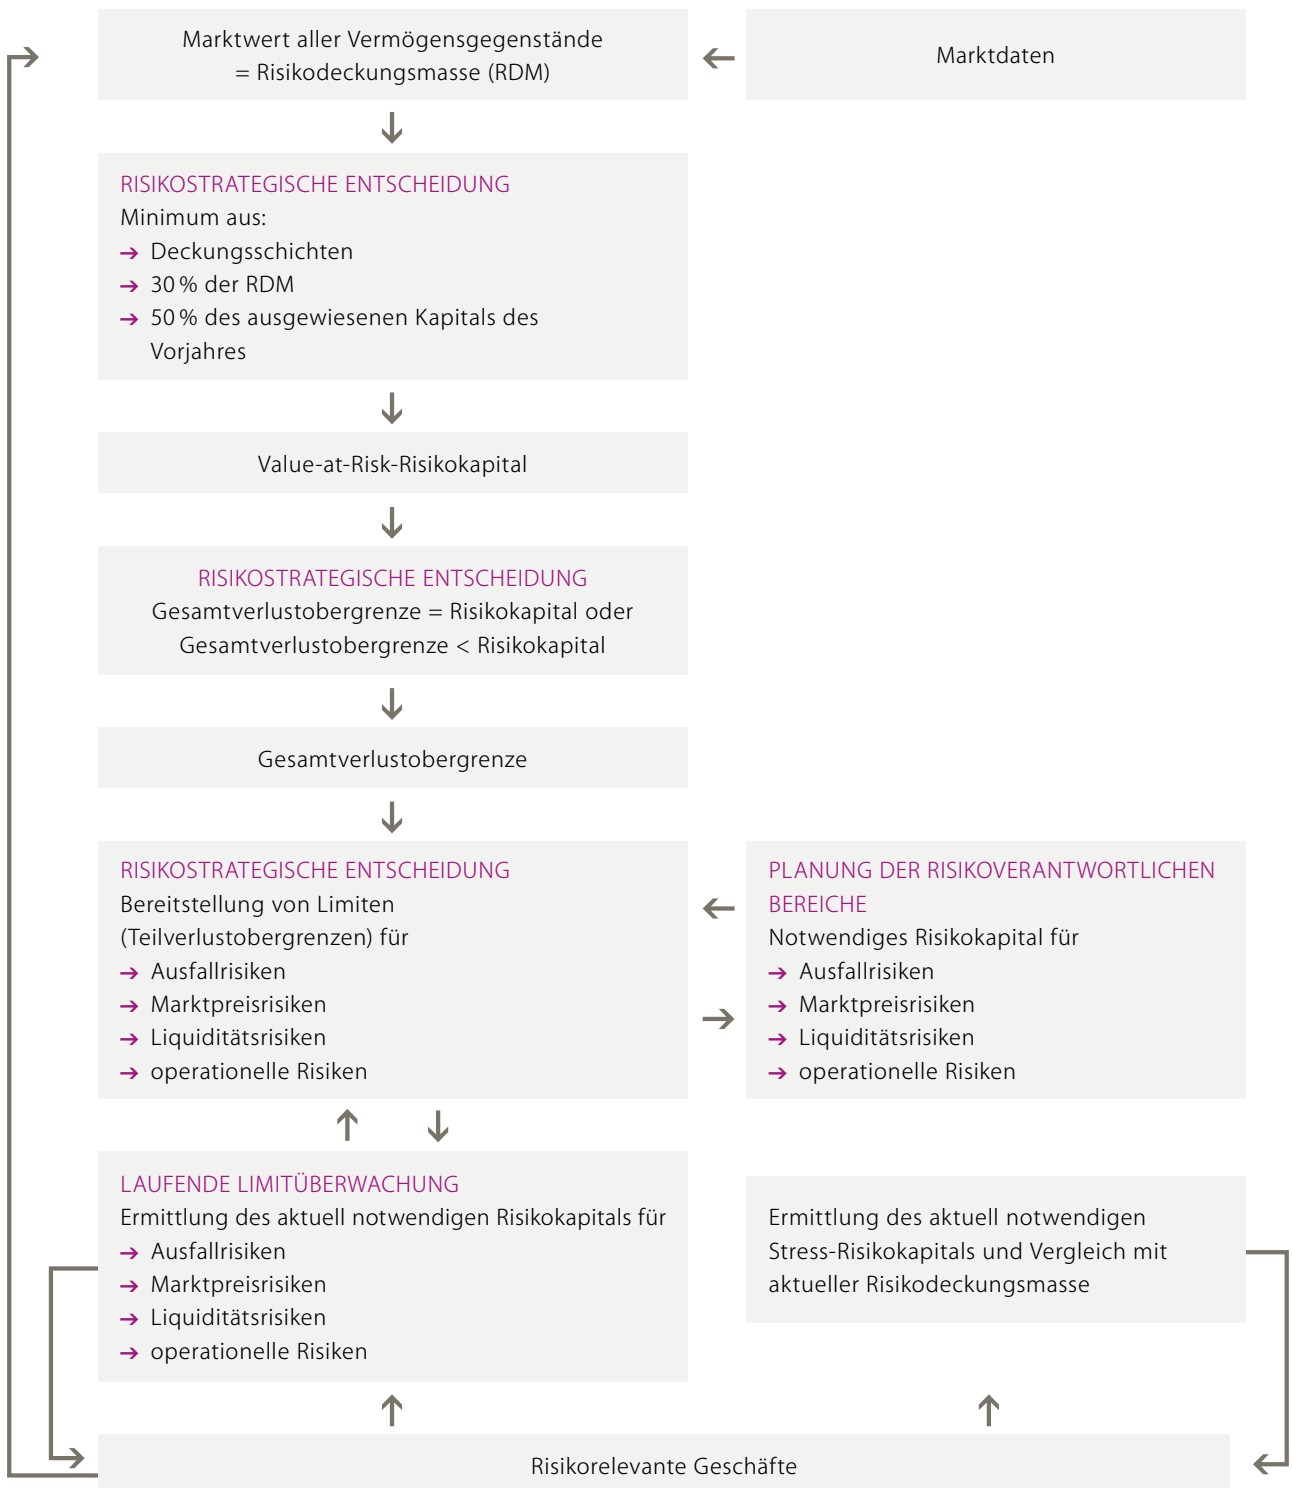 Marktwert aller Vermögensgegenstände
= Risikodeckungsmasse (RDM)
Marktdaten
RISIKOSTRATEGISCHE ENTSCHEIDUNG
Minimum aus:
→ Deckungsschichten
→ 30 % der RDM
→ 50 % des ausgewiesenen Kapitals des
Vorjahres
Value-at-Risk-Risikokapital
RISIKOSTRATEGISCHE ENTSCHEIDUNG
Gesamtverlustobergrenze = Risikokapital oder
Gesamtverlustobergrenze < Risikokapital
Gesamtverlustobergrenze
RISIKOSTRATEGISCHE ENTSCHEIDUNG
Bereitstellung von Limiten
(Teilverlustobergrenzen) für
→ Ausfallrisiken
→ Marktpreisrisiken
→ Liquiditätsrisiken
→ operationelle Risiken
PLANUNG DER RISIKOVERANTWORTLICHEN
BEREICHE
Notwendiges Risikokapital für
→ Ausfallrisiken
→ Marktpreisrisiken
→ Liquiditätsrisiken
→ operationelle Risiken
LAUFENDE LIMITÜBERWACHUNG
Ermittlung des aktuell notwendigen Risikokapitals für
→ Ausfallrisiken
→ Marktpreisrisiken
→ Liquiditätsrisiken
→ operationelle Risiken
Ermittlung des aktuell notwendigen
Stress-Risikokapitals und Vergleich mit
aktueller Risikodeckungsmasse
Risikorelevante Geschäfte